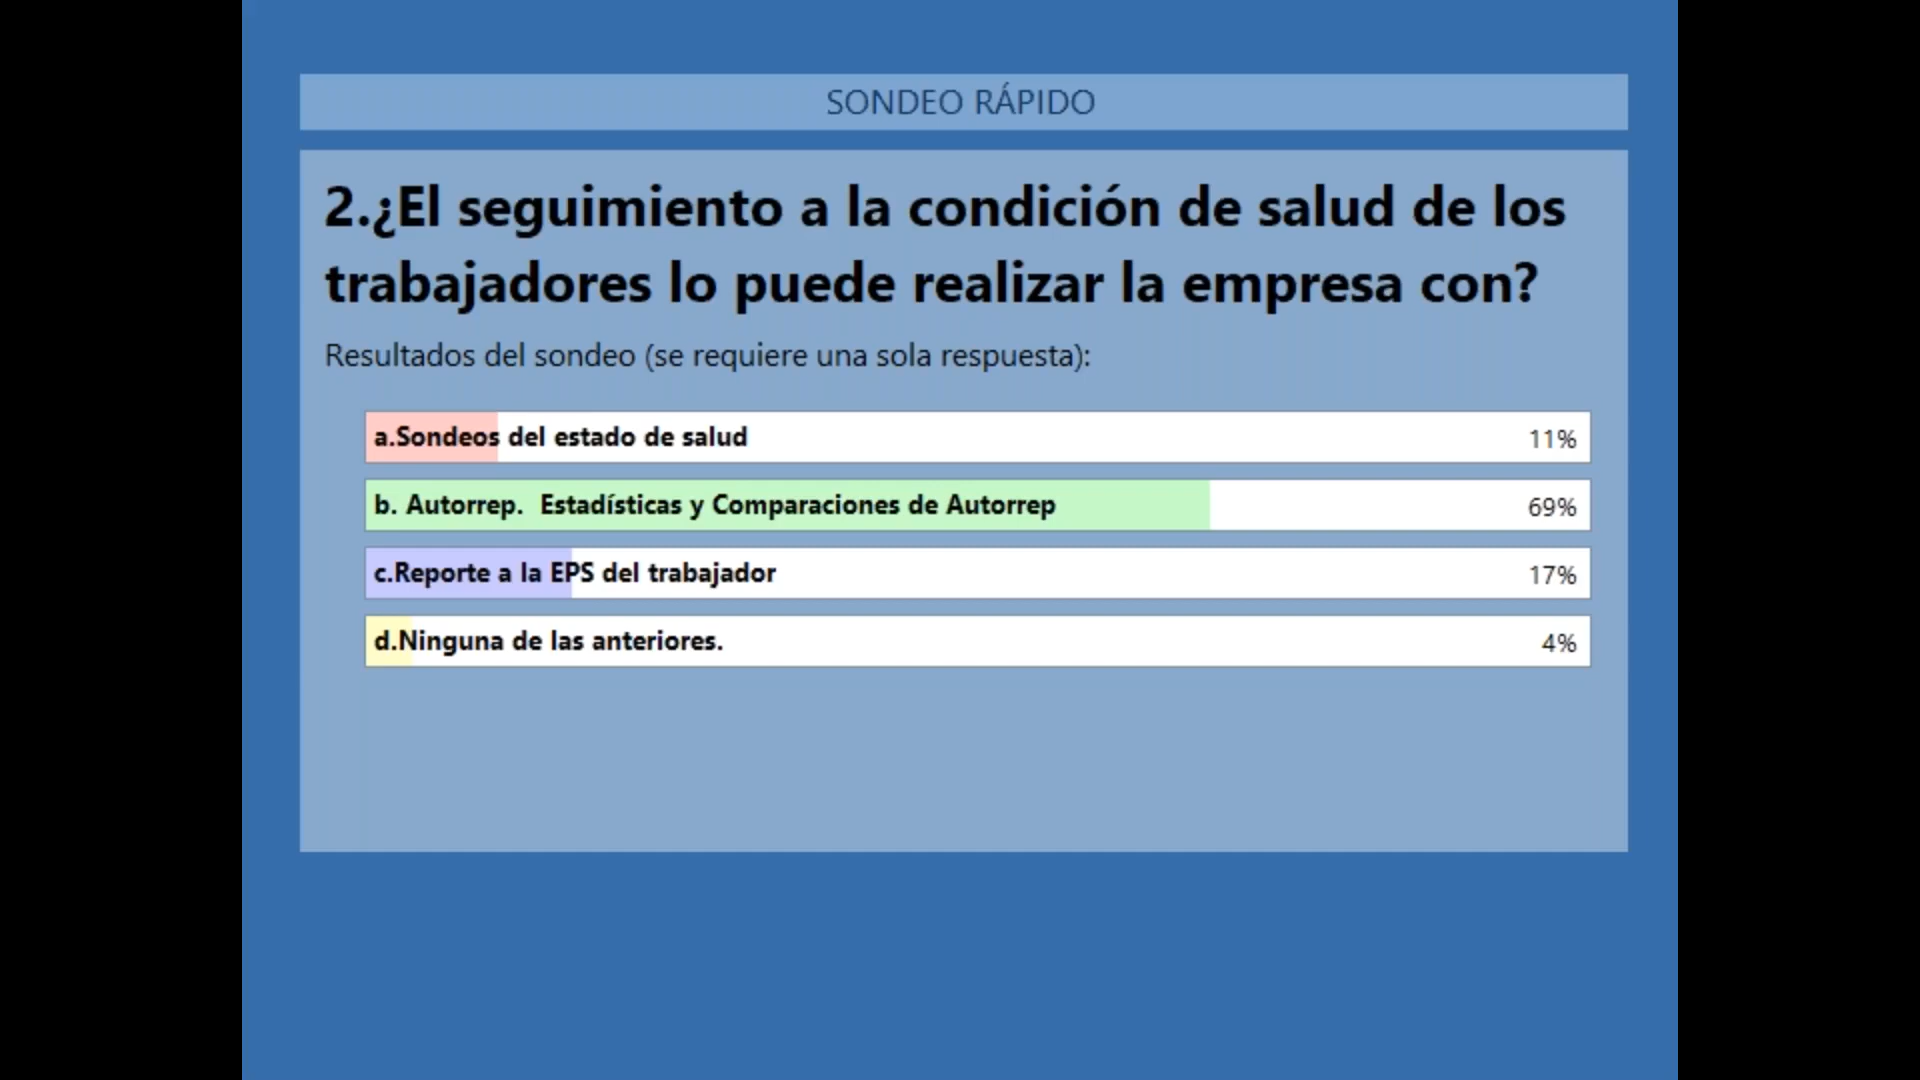 SONDEO RÁPIDO
2.¿El seguimiento a la condición de salud de los
trabajadores lo puede realizar la empresa con?
Resultados del sondeo (se requiere una sola respuesta):
a.Sondeos del estado de salud 11%
b. Autorrep.  Estadísticas y Comparaciones de Autorrep 69%
c.Reporte a la EPS del trabajador 17%
d.Ninguna de las anteriores. 4%